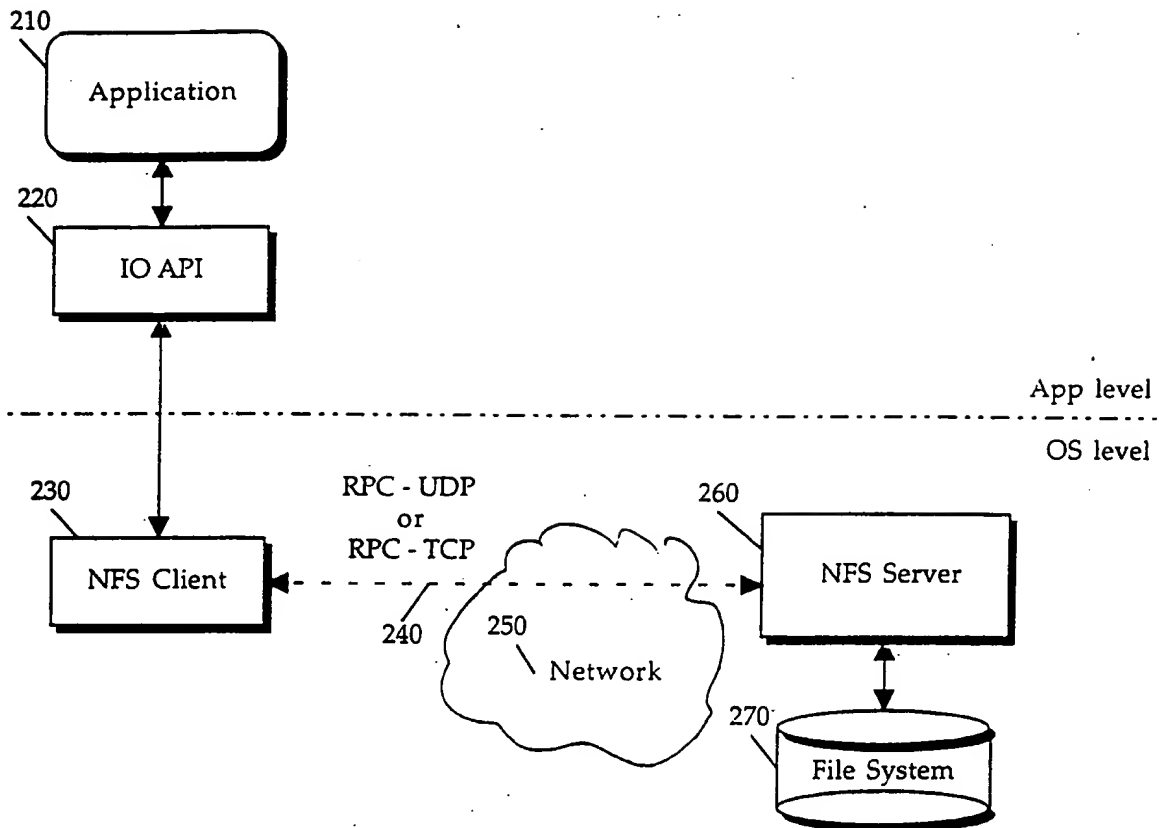 210
Application
220
IO API
App level
OS level
230
RPC - UDP
or
RPC - TCP
260
NFS Client
NFS Server
240
250
Network
270
File System